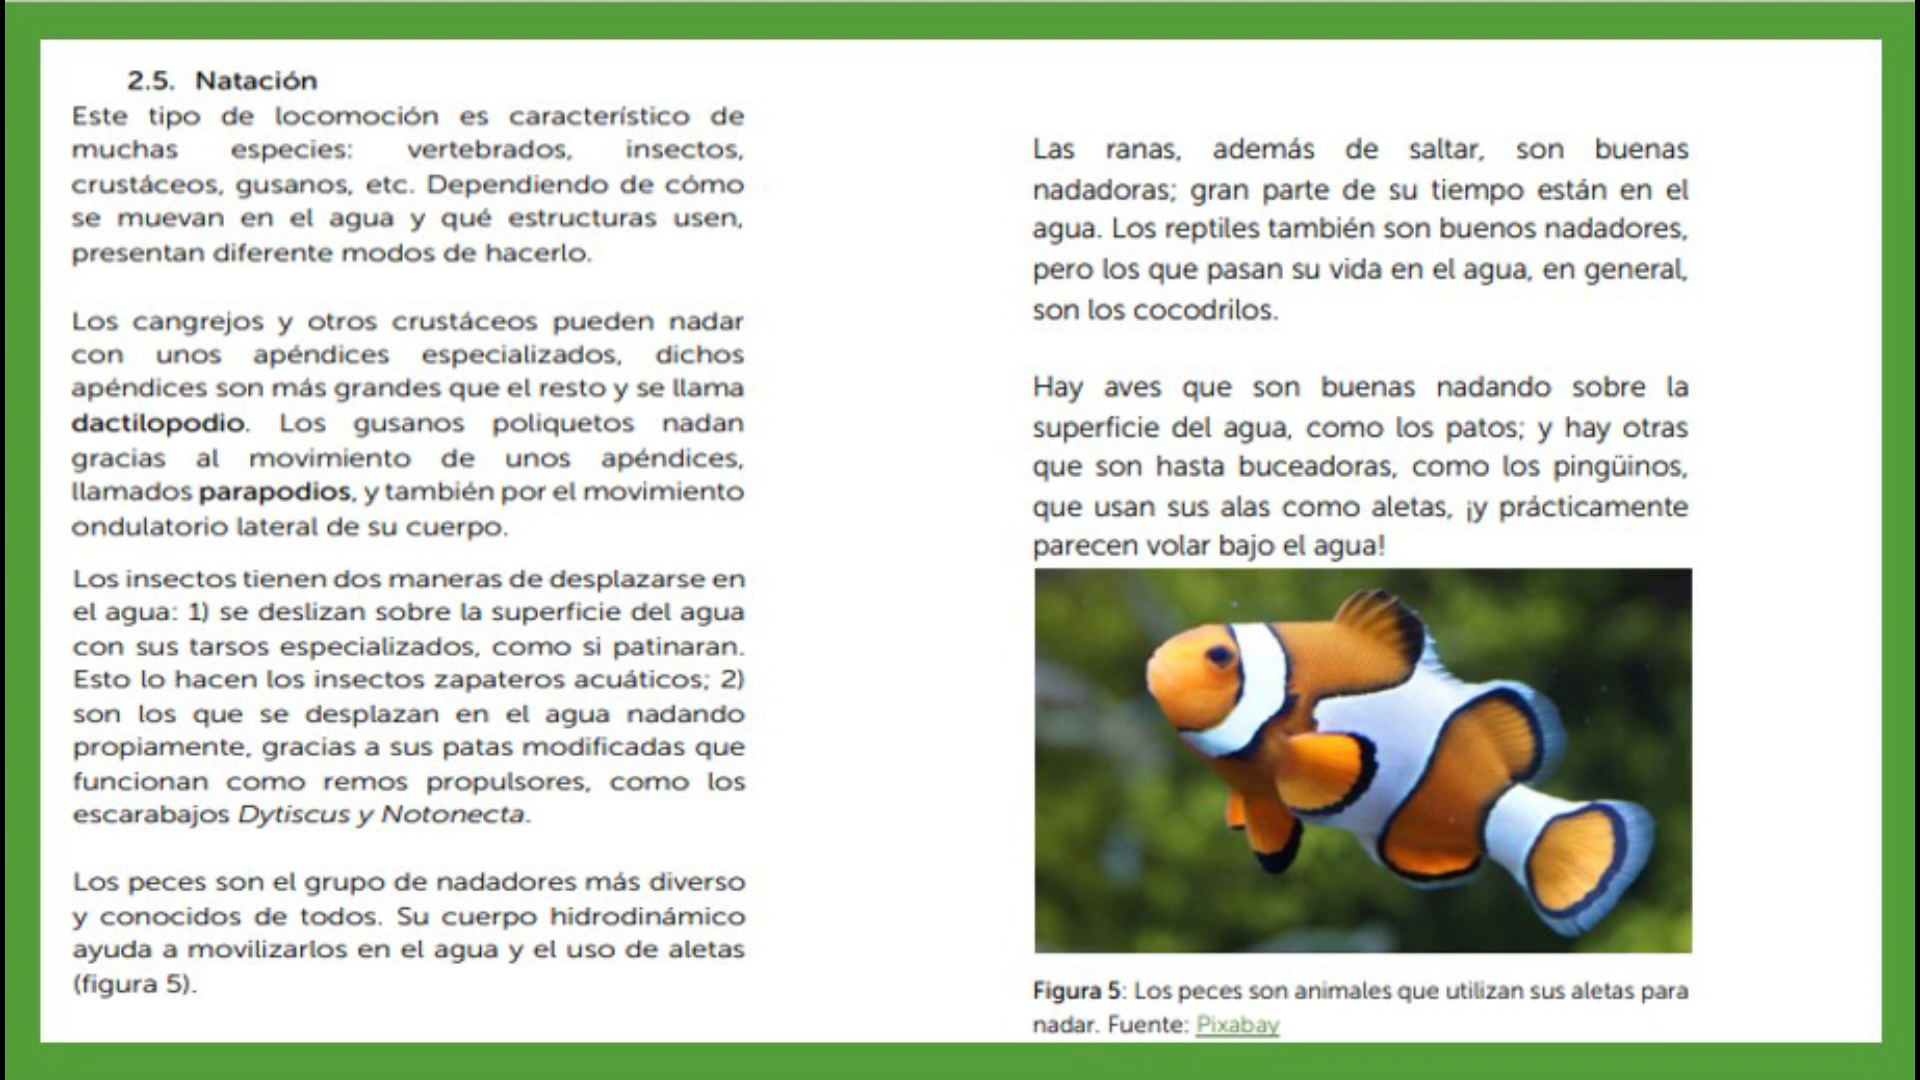 2.5. Natación
Este tipo de locomoción es característico de
muchas especies: vertebrados, insectos,
crustáceos, gusanos, etc. Dependiendo de cómo
se muevan en el agua y qué estructuras usen,
presentan diferente modos de hacerlo.
Los cangrejos y otros crustáceos pueden nadar
con unos apéndices especializados, dichos
apéndices son más grandes que el resto y se llama
dactilopodio. Los gusanos poliquetos nadan
gracias al movimiento de unos apéndices,
llamados parapodios, y también por el movimiento
ondulatorio lateral de su cuerpo.
Los insectos tienen dos maneras de desplazarse en
el agua: 1) se deslizan sobre la superficie del agua
con sus tarsos especializados, como si patinaran.
Esto lo hacen los insectos zapateros acuáticos; 2)
son los que se desplazan en el agua nadando
propiamente, gracias a sus patas modificadas que
funcionan como remos propulsores, como los
escarabajos Dytiscus y Notonecta.
Los peces son el grupo de nadadores más diverso
y conocidos de todos. Su cuerpo hidrodinámico
ayuda a movilizarlos en el agua y el uso de aletas
(figura 5).
Las ranas, además de saltar, son buenas
nadadoras; gran parte de su tiempo están en el
agua. Los reptiles también son buenos nadadores,
pero los que pasan su vida en el agua, en general,
son los cocodrilos.
Hay aves que son buenas nadando sobre la
superficie del agua, como los patos; y hay otras
que son hasta buceadoras, como los pingüinos,
que usan sus alas como aletas, ¡y prácticamente
parecen volar bajo el agua!
Figura 5: Los peces son animales que utilizan sus aletas para
nadar. Fuente: Pixabay